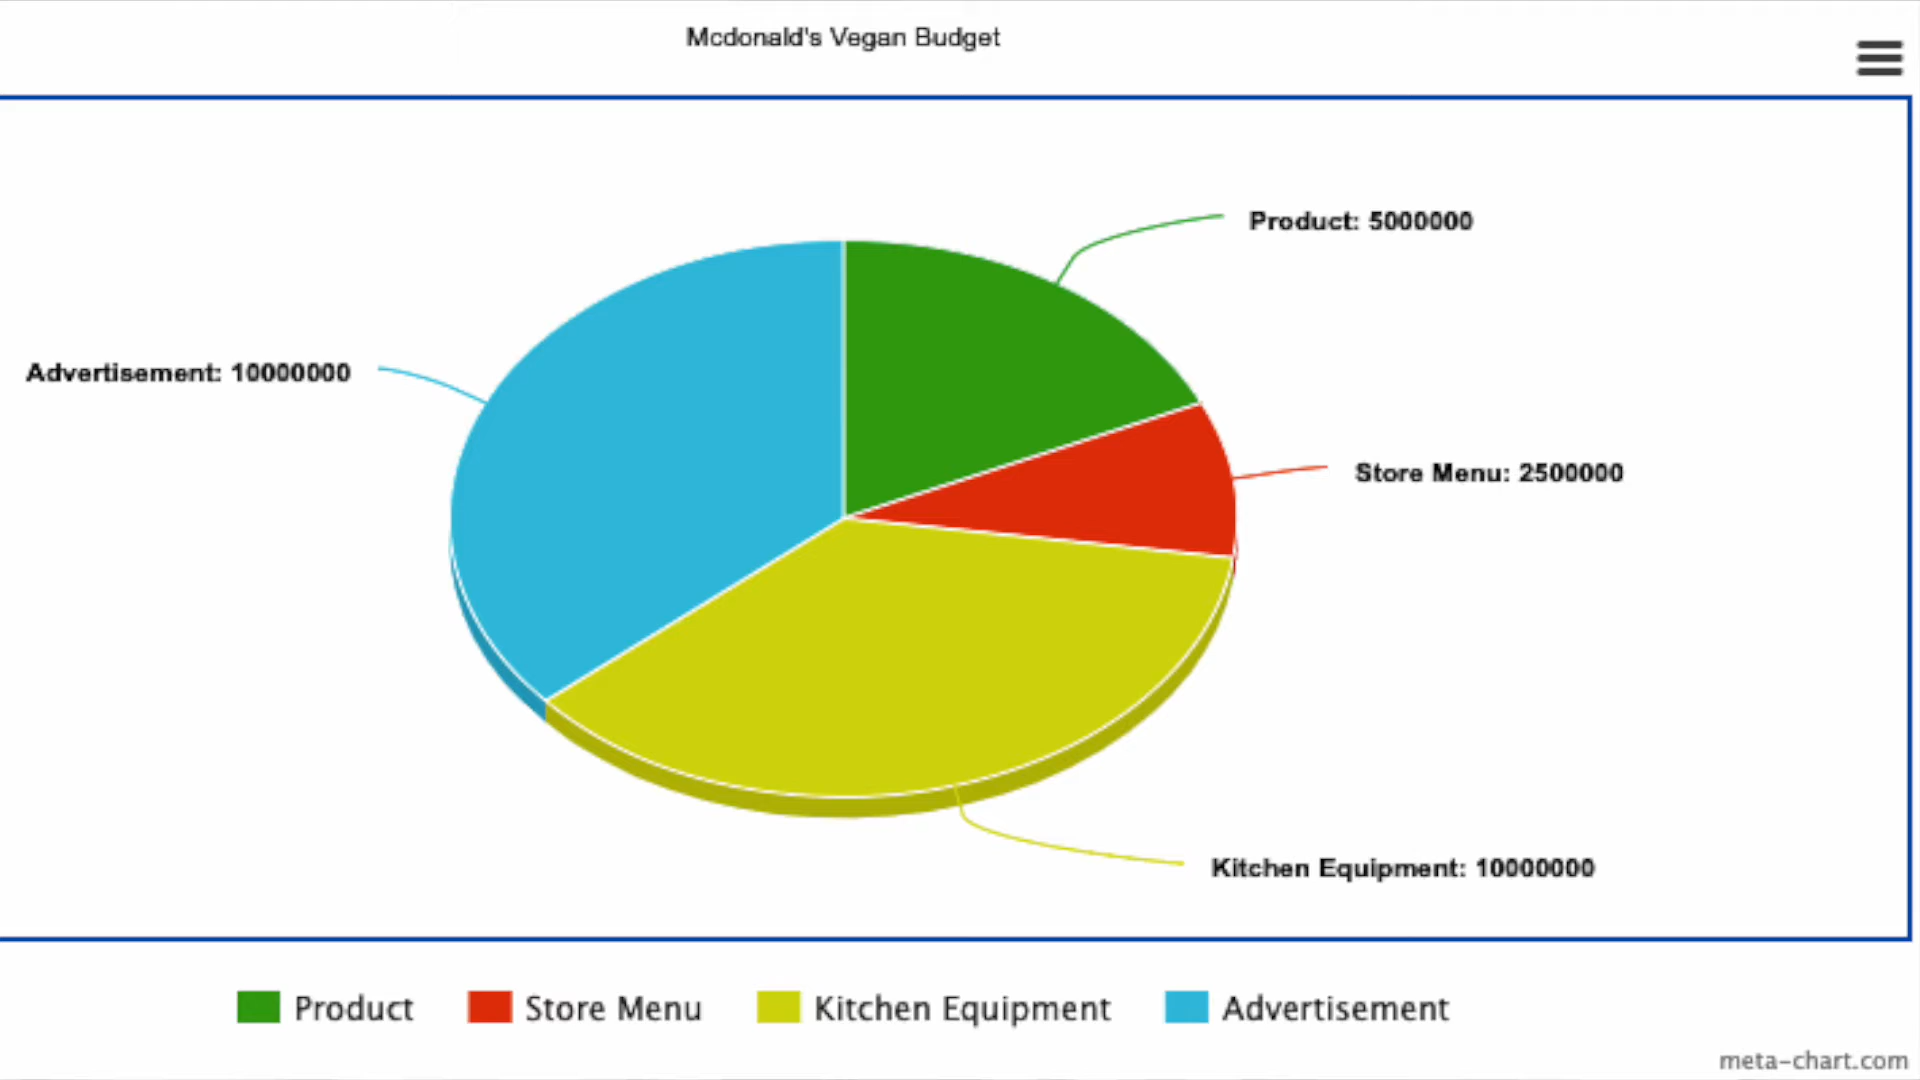 Mcdonald's Vegan Budget
Product: 5000000
Advertisement: 10000000
Store Menu: 2500000
Kitchen Equipment: 10000000
Product
Store Menu
Kitchen Equipment
Advertisement
meta-chart.com